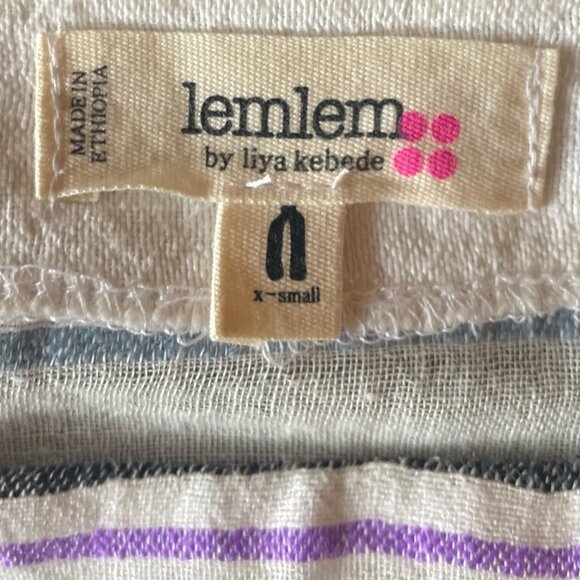 MADE IN
ETHIOPIA
lemlem
by liya kebede
x-small